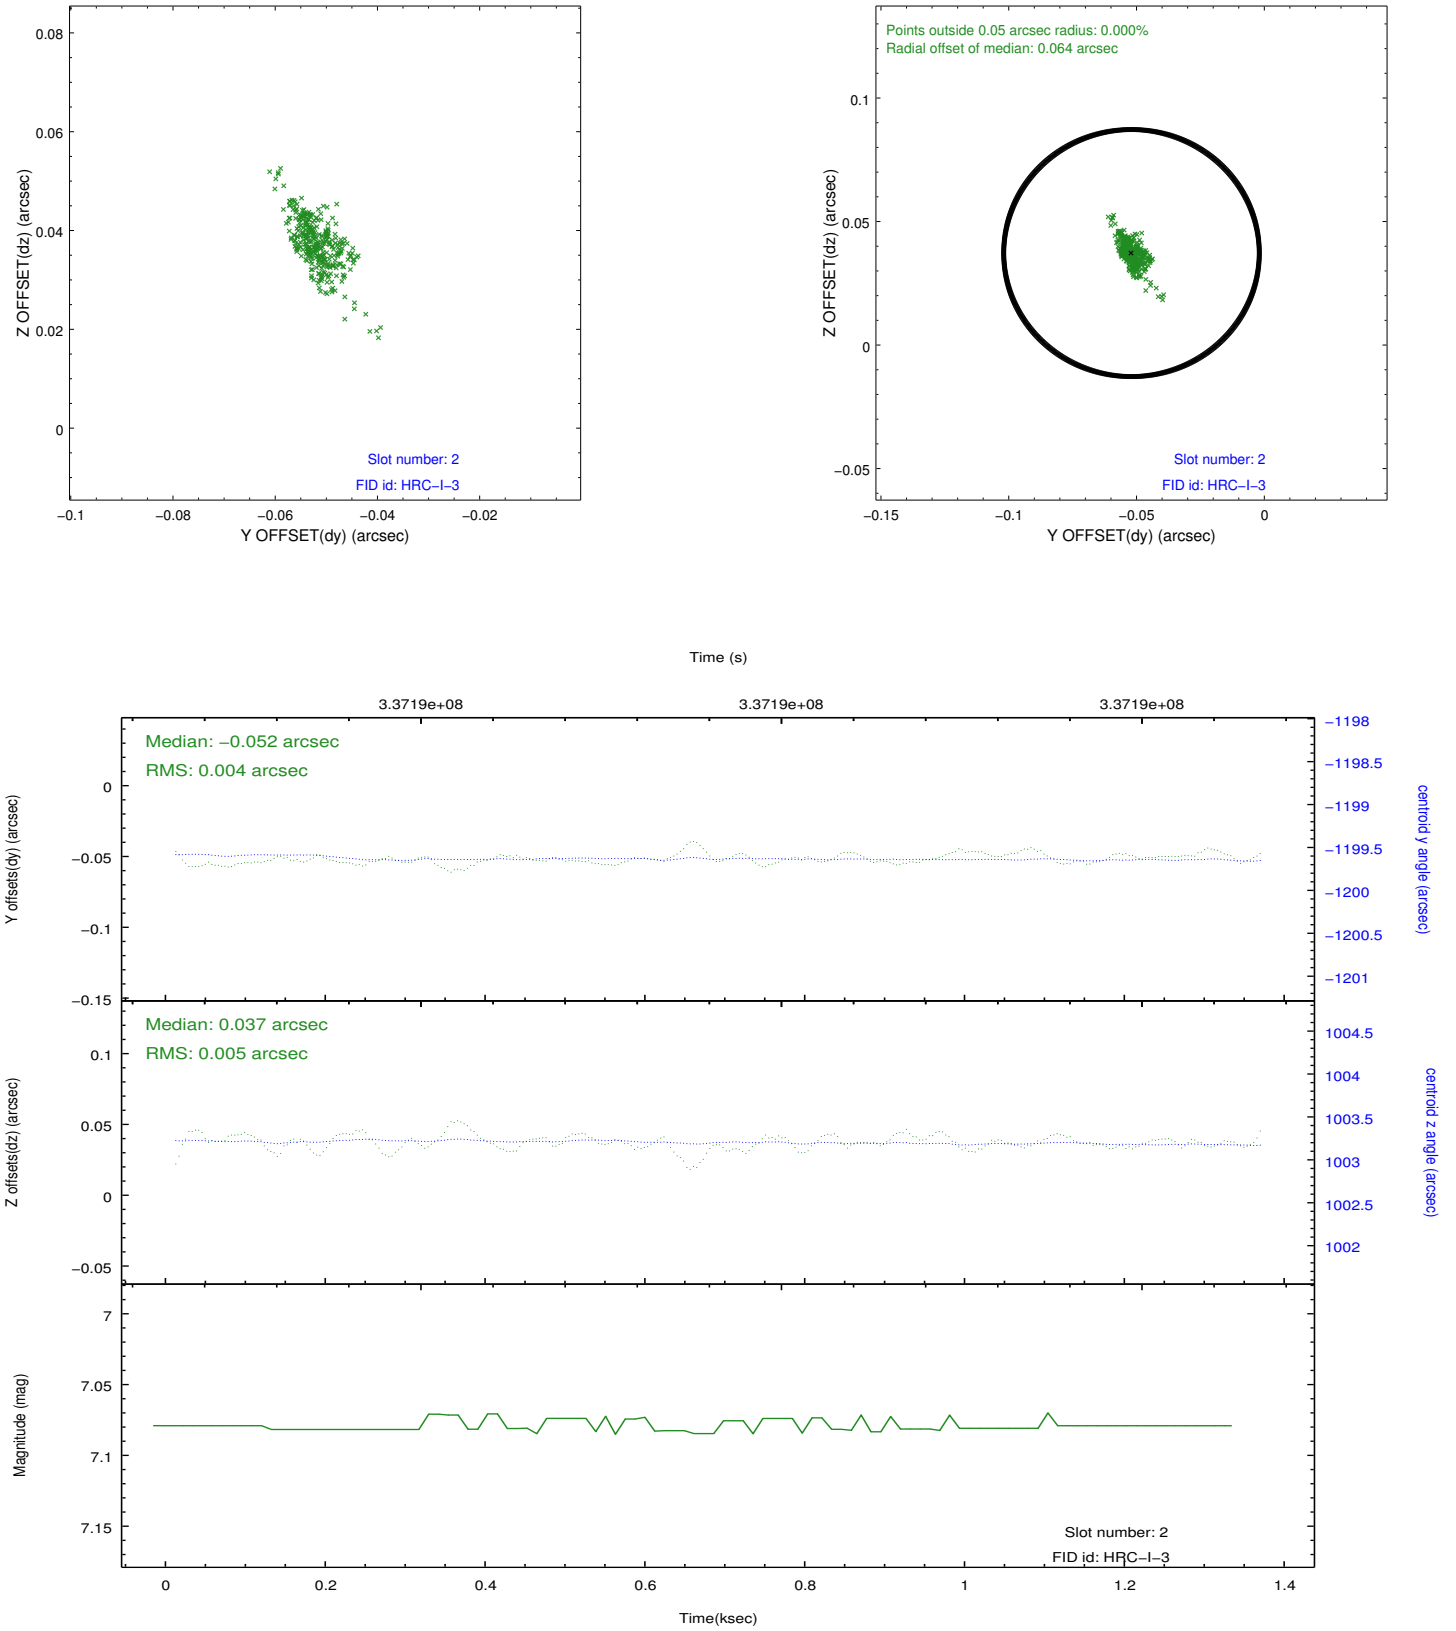 0.08
0.06
0.04
0.02
0
Z OFFSET(dz) (arcsec)
Slot number: 2
FID id: HRC−I−3
−0.1
−0.08
−0.06
−0.04
−0.02
Y OFFSET(dy) (arcsec)
Points outside 0.05 arcsec radius: 0.000%
Radial offset of median: 0.064 arcsec
0.1
0.05
0
−0.05
Z OFFSET(dz) (arcsec)
Slot number: 2
FID id: HRC−I−3
−0.15
−0.1
−0.05
0
Y OFFSET(dy) (arcsec)
Time (s)
3.3719e+08
3.3719e+08
3.3719e+08
Median: −0.052 arcsec
RMS: 0.004 arcsec
0
−0.05
−0.1
−0.15
Y offsets(dy) (arcsec)
−1198
−1198.5
−1199
−1199.5
−1200
−1200.5
−1201
centroid y angle (arcsec)
Median: 0.037 arcsec
RMS: 0.005 arcsec
0.1
0.05
0
−0.05
Z offsets(dz) (arcsec)
1004.5
1004
1003.5
1003
1002.5
1002
centroid z angle (arcsec)
7
7.05
7.1
7.15
Magnitude (mag)
Slot number: 2
FID id: HRC−I−3
0
0.2
0.4
0.6
0.8
1
1.2
1.4
Time(ksec)